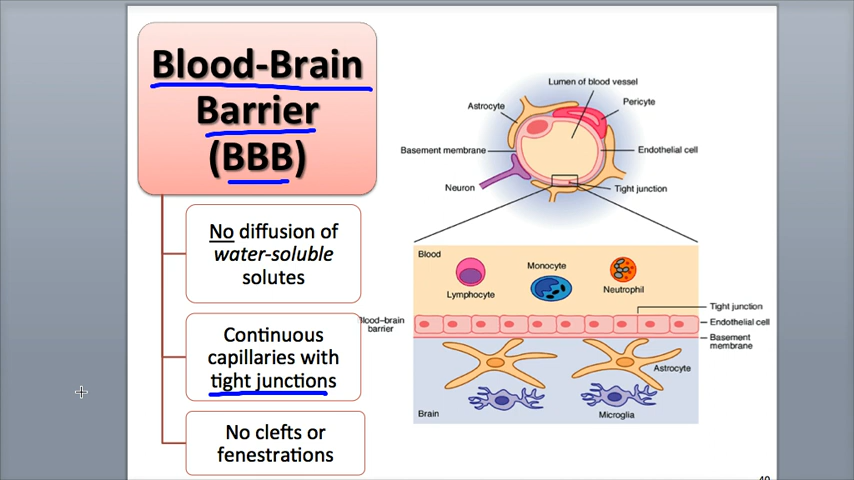 Blood-Brain
Barrier
(BBB)
No diffusion of
water-soluble
solutes
Continuous
capillaries with
tight junctions
No clefts or
fenestrations
Lumen of blood vessel
Astrocyte
Pericyte
Basement membrane
Endothelial cell
Neuron
Tight junction
Blood
Lymphocyte
Monocyte
Neutrophil
Tight junction
Blood–brain
barrier
Endothelial cell
Basement
membrane
Astrocyte
Brain
Microglia